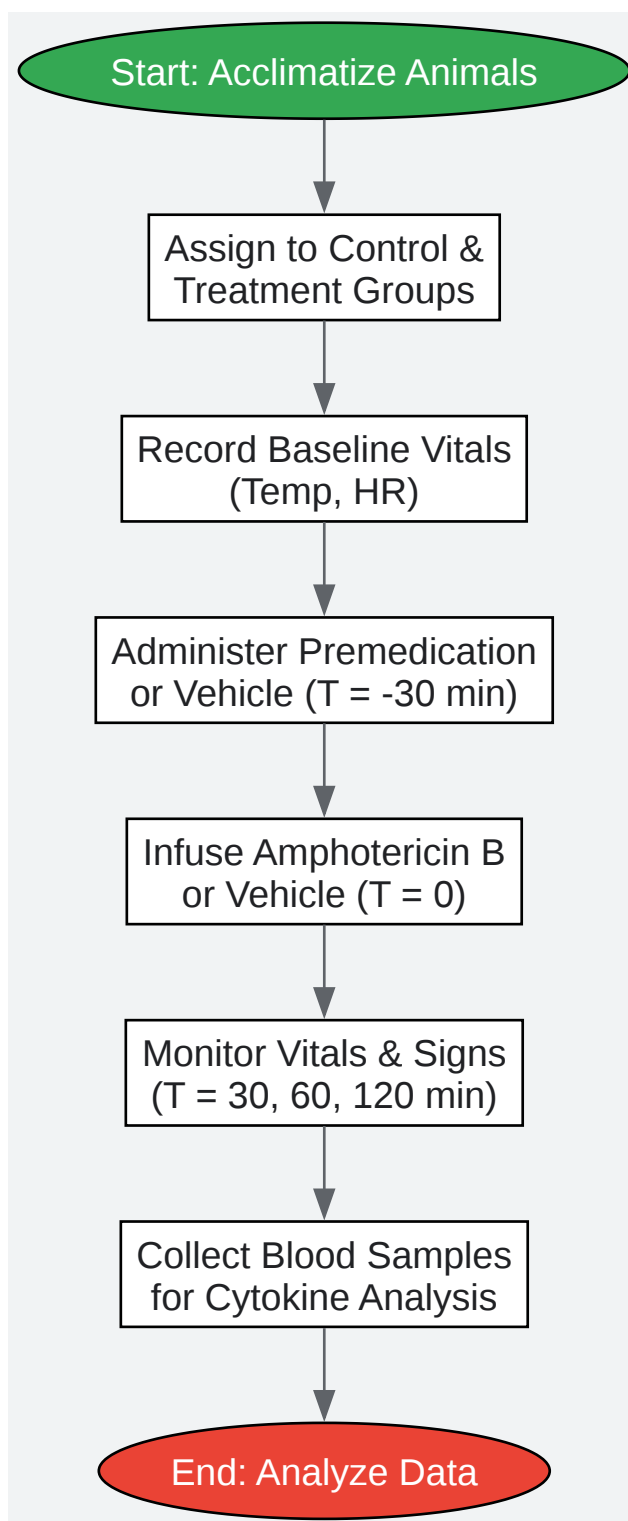 Start: Acclimatize Animals
Assign to Control &
Treatment Groups
Record Baseline Vitals
(Temp, HR)
Administer Premedication
or Vehicle (T = -30 min)
Infuse Amphotericin B
or Vehicle (T = 0)
Monitor Vitals & Signs
(T = 30, 60, 120 min)
Collect Blood Samples
for Cytokine Analysis
End: Analyze Data